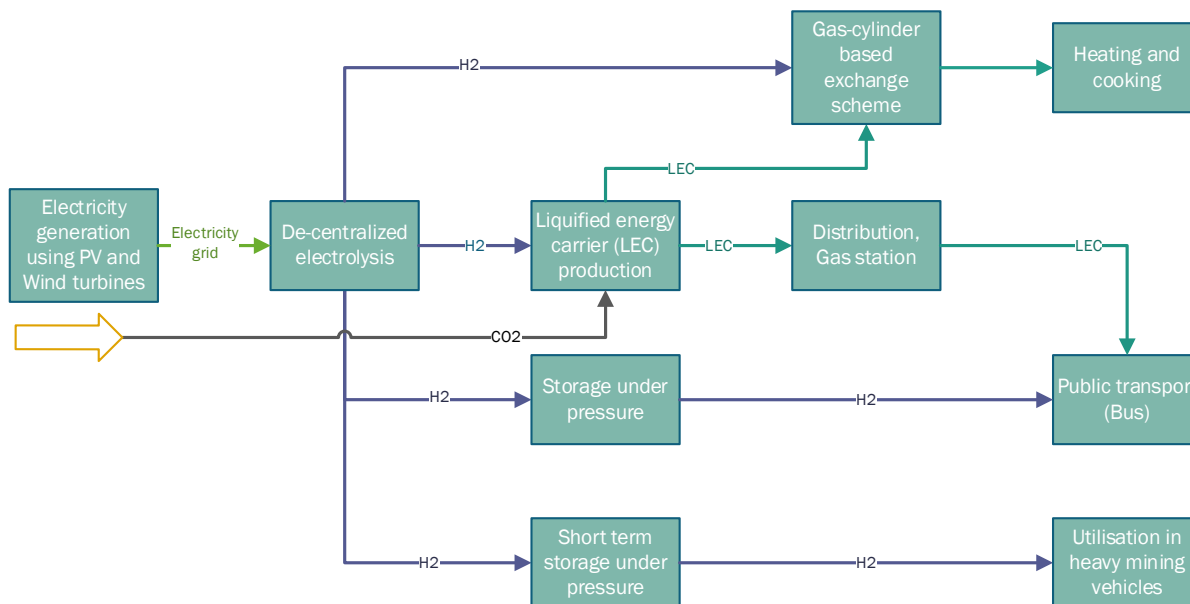 Gas-cylinder
based
exchange
scheme
Heating and
cooking
H2
LEC
Electricity
generation
using PV and
Wind turbines
Electricity
grid
De-centralized
electrolysis
H2
Liquified energy
carrier (LEC)
production
LEC
Distribution,
Gas station
LEC
CO2
H2
Storage under
pressure
H2
Public transpor
(Bus)
H2
Short term
storage under
pressure
H2
Utilisation in
heavy mining
vehicles